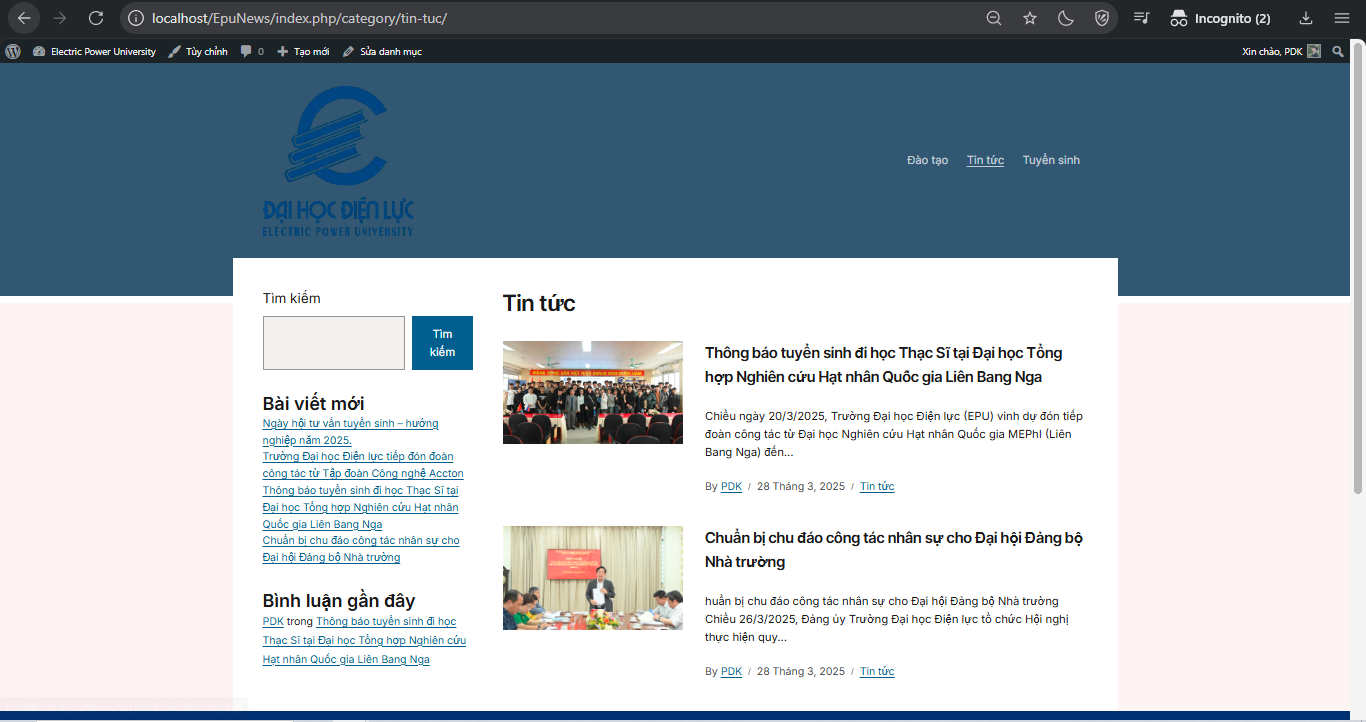 localhost/EpuNews/index.php/category/tin-tuc/
Incognito (2)
Electric Power University
Tùy chỉnh
0
Tạo mới
Sửa danh mục
Xin chào, PDK
ĐẠI HỌC ĐIỆN LỰC
ELECTRIC POWER UNIVERSITY
Đào tạo
Tin tức
Tuyển sinh
Tìm kiếm
Tìm
kiếm
Bài viết mới
Ngày hội tư vấn tuyển sinh – hướng
nghiệp năm 2025.
Trường Đại học Điện lực tiếp đón đoàn
công tác từ Tập đoàn Công nghệ Accton
Thông báo tuyển sinh đi học Thạc Sĩ tại
Đại học Tổng hợp Nghiên cứu Hạt nhân
Quốc gia Liên Bang Nga
Chuẩn bị chu đáo công tác nhân sự cho
Đại hội Đảng bộ Nhà trường
Bình luận gần đây
PDK trong Thông báo tuyển sinh đi học
Thạc Sĩ tại Đại học Tổng hợp Nghiên cứu
Hạt nhân Quốc gia Liên Bang Nga
Tin tức
Thông báo tuyển sinh đi học Thạc Sĩ tại Đại học Tổng
hợp Nghiên cứu Hạt nhân Quốc gia Liên Bang Nga
Chiều ngày 20/3/2025, Trường Đại học Điện lực (EPU) vinh dự đón tiếp
đoàn công tác từ Đại học Nghiên cứu Hạt nhân Quốc gia MEPhI (Liên
Bang Nga) đến…
By PDK / 28 Tháng 3, 2025 / Tin tức
Chuẩn bị chu đáo công tác nhân sự cho Đại hội Đảng bộ
Nhà trường
huẩn bị chu đáo công tác nhân sự cho Đại hội Đảng bộ Nhà trường
Chiều 26/3/2025, Đảng ủy Trường Đại học Điện lực tổ chức Hội nghị
thực hiện quy…
By PDK / 28 Tháng 3, 2025 / Tin tức